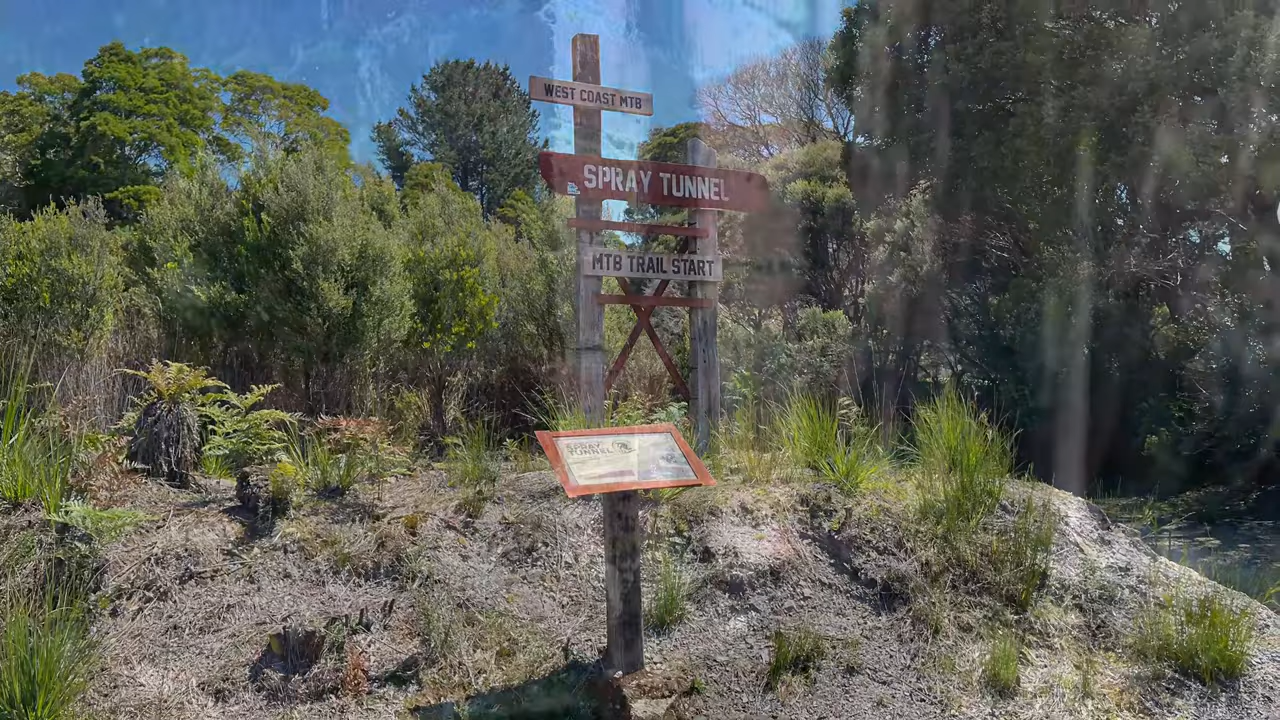 WEST COAST MTB
SPRAY TUNNEL
MTB TRAIL START
SPRAY
TUNNEL